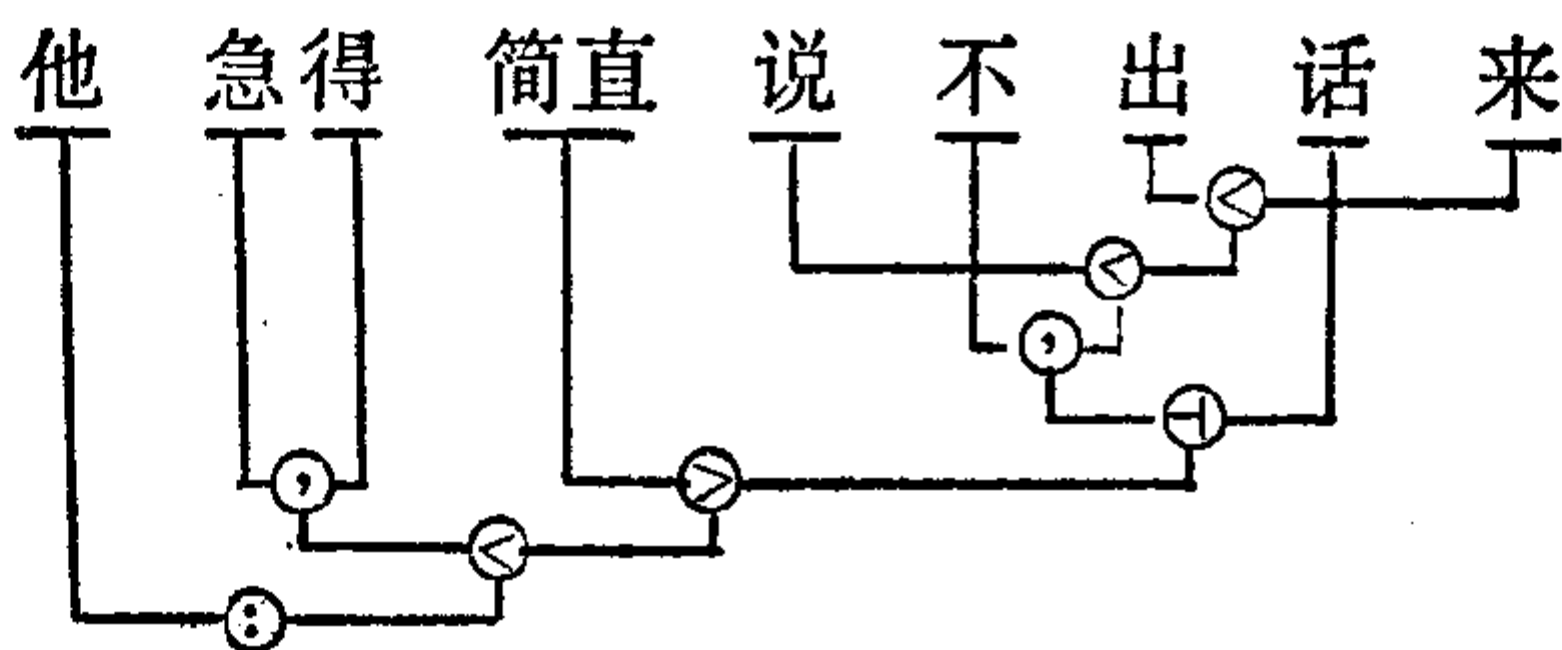 他 急得 简直 说 不 出 话 来